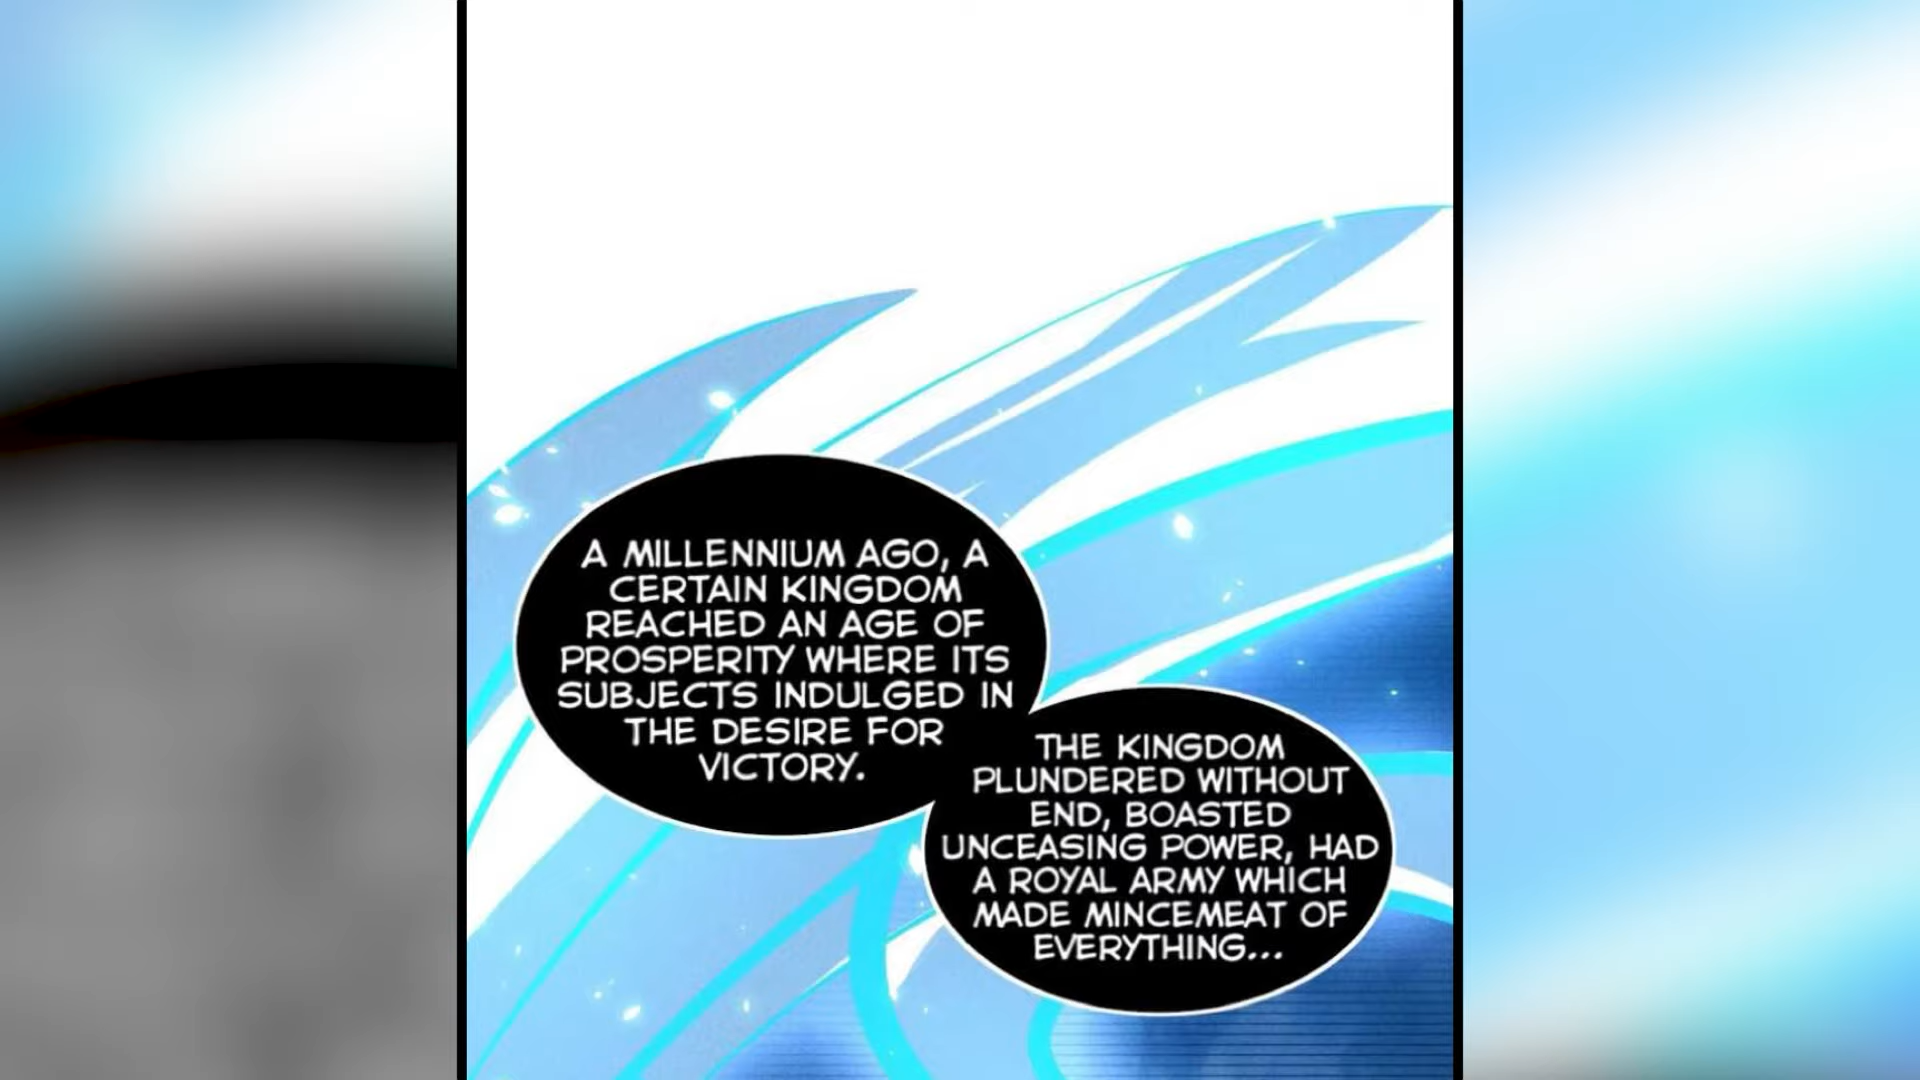 A MILLENNIUM AGO, A
CERTAIN KINGDOM
REACHED AN AGE OF
PROSPERITY WHERE ITS
SUBJECTS INDULGED IN
THE DESIRE FOR
VICTORY.
THE KINGDOM
PLUNDERED WITHOUT
END, BOASTED
UNCEASING POWER, HAD
A ROYAL ARMY WHICH
MADE MINCEMEAT OF
EVERYTHING...